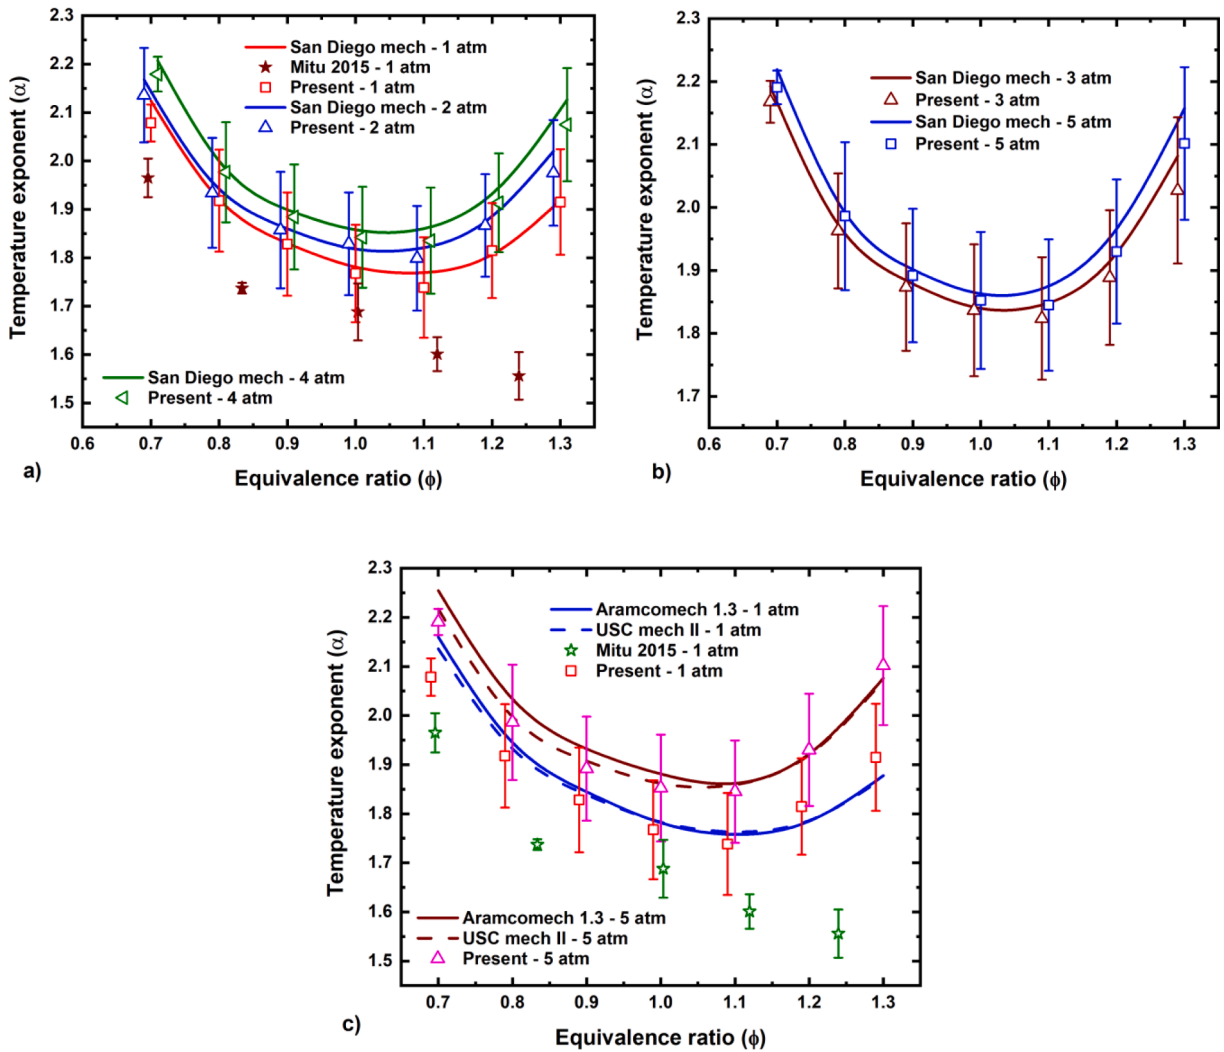 2.3
2.2
2.1
2.0
1.9
1.8
1.7
1.6
1.5
Temperature exponent (α)
San Diego mech - 1 atm
Mitu 2015 - 1 atm
Present - 1 atm
San Diego mech - 2 atm
Present - 2 atm
San Diego mech - 4 atm
Present - 4 atm
0.6 0.7 0.8 0.9 1.0 1.1 1.2 1.3
Equivalence ratio (ϕ)
a)
2.3
2.2
2.1
2.0
1.9
1.8
1.7
Temperature exponent (α)
San Diego mech - 3 atm
Present - 3 atm
San Diego mech - 5 atm
Present - 5 atm
0.6 0.7 0.8 0.9 1.0 1.1 1.2 1.3
Equivalence ratio (ϕ)
b)
2.3
2.2
2.1
2.0
1.9
1.8
1.7
1.6
1.5
Temperature exponent (α)
Aramcomech 1.3 - 1 atm
USC mech II - 1 atm
Mitu 2015 - 1 atm
Present - 1 atm
Aramcomech 1.3 - 5 atm
USC mech II - 5 atm
Present - 5 atm
0.7 0.8 0.9 1.0 1.1 1.2 1.3
Equivalence ratio (ϕ)
c)